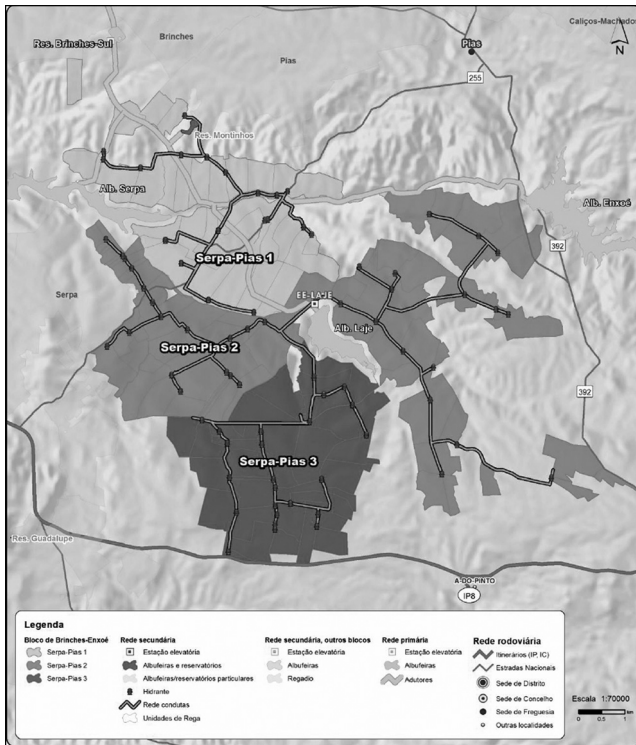 Caliços-Machados
Res. Brinches-Sul
Brinches
Pias
N
Pias
255
Res. Montinhos
Alb. Serpa
Alb. Enxoé
392
Serpa-Pias 1
Serpa
EE-LAJE
Alb. Laje
Serpa-Pias 2
392
Serpa-Pias 3
Res. Guadalupe
A-DO-PINTO
IP8
Legenda
Bloco de Brinches-Enxoé
Serpa-Pias 1
Serpa-Pias 2
Serpa-Pias 3
Rede secundária
Estação elevatória
Albufeiras e reservatórios
Albufeiras/reservatórios particulares
Hidrante
Rede condutas
Unidades de Rega
Rede secundária, outros blocos
Estação elevatória
Albufeiras
Regadio
Rede primária
Estação elevatória
Albufeiras
Adutores
Rede rodoviária
Itinerários (IP, IC)
Estradas Nacionais
Sede de Distrito
Sede de Concelho
Sede de Freguesia
Outras localidades
Escala 1:70000
0 0.5 1
km